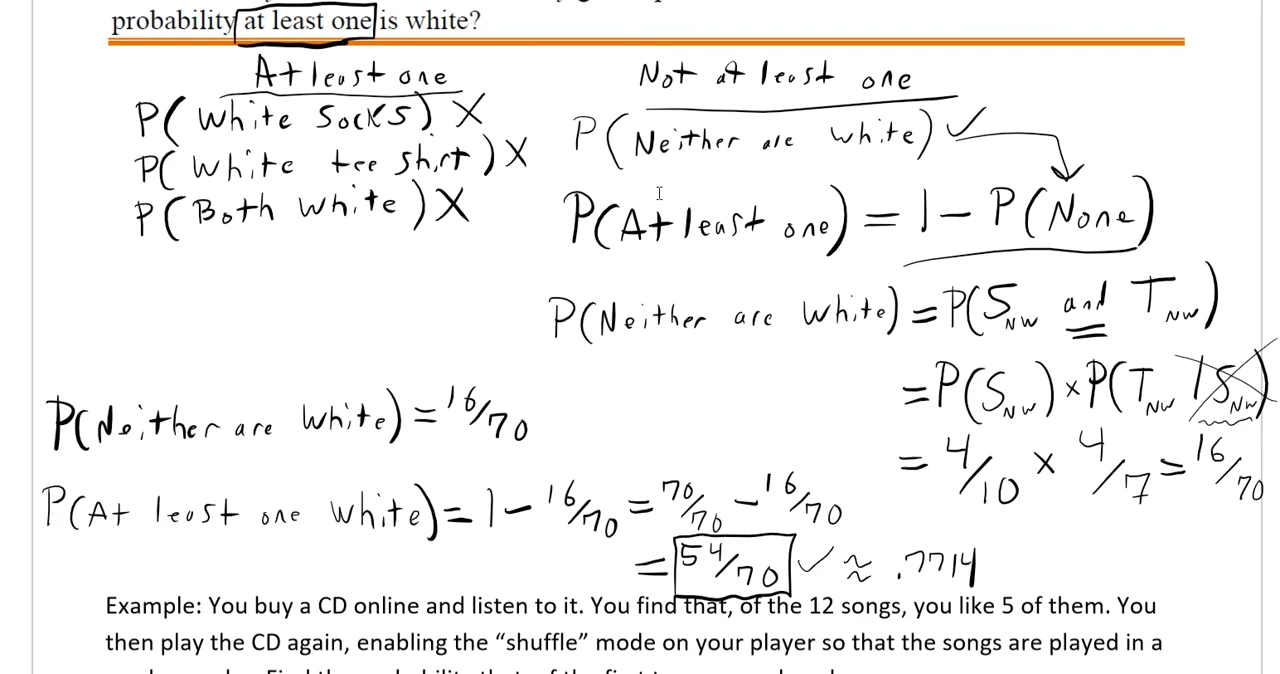 probability at least one is white?
At least one
P(White Socks) X
P(White tee shirt) X
P(Both white) X
Not at least one
P(Neither are white) ✓
P(At least one) = 1 - P(None)
P(Neither are white) = P(S_NW and T_NW)
= P(S_NW) × P(T_NW | S_NW)
= 4/10 × 4/7 = 16/70
P(Neither are white) = 16/70
P(At least one white) = 1 - 16/70 = 70/70 - 16/70
= 54/70 ✓ ≈ .7714
Example: You buy a CD online and listen to it. You find that, of the 12 songs, you like 5 of them. You
then play the CD again, enabling the “shuffle” mode on your player so that the songs are played in a